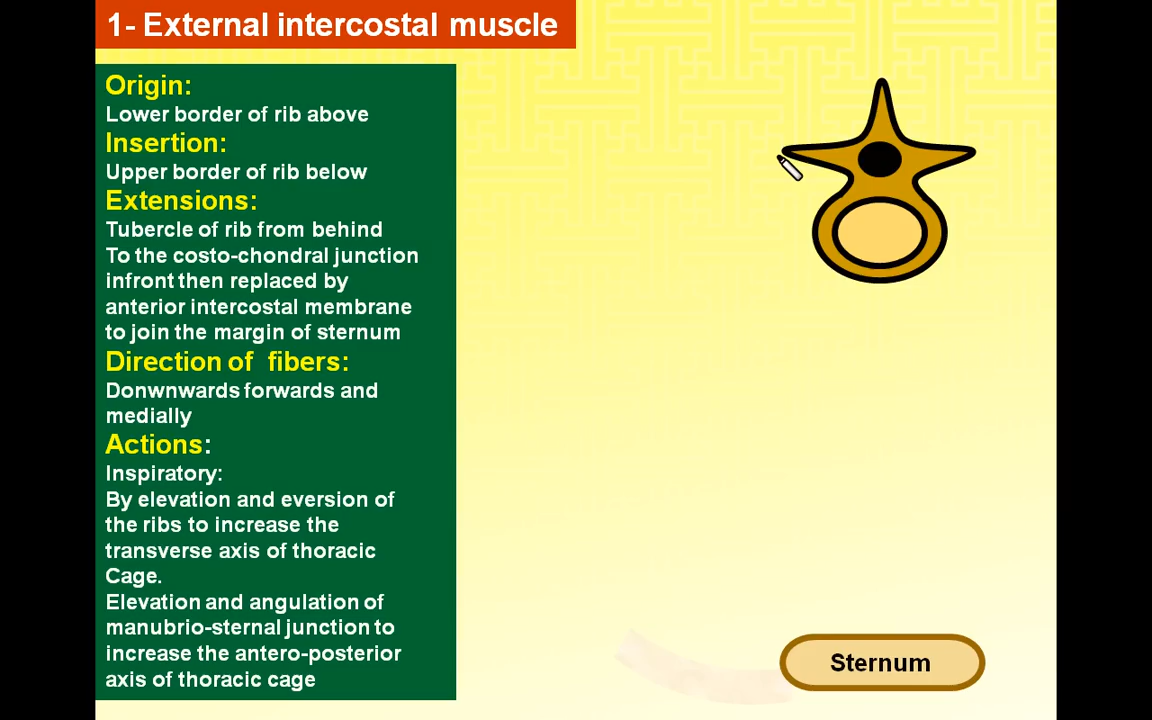 1- External intercostal muscle
Origin:
Lower border of rib above
Insertion:
Upper border of rib below
Extensions:
Tubercle of rib from behind
To the costo-chondral junction
infront then replaced by
anterior intercostal membrane
to join the margin of sternum
Direction of fibers:
Donwnwards forwards and
medially
Actions:
Inspiratory:
By elevation and eversion of
the ribs to increase the
transverse axis of thoracic
Cage.
Elevation and angulation of
manubrio-sternal junction to
increase the antero-posterior
axis of thoracic cage
Sternum